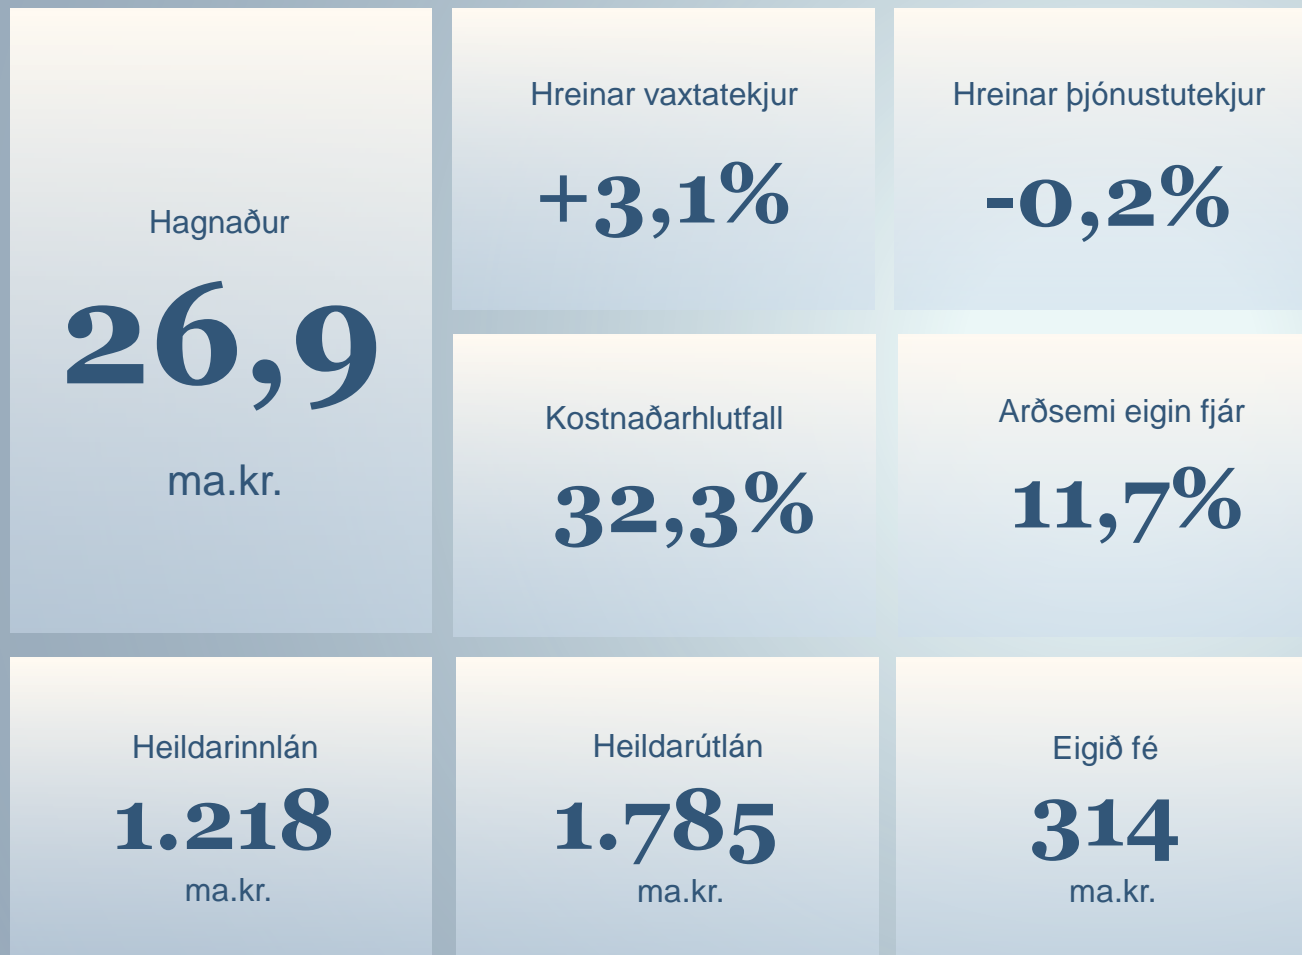 Hagnaður
26,9
ma.kr.
Hreinar vaxtatekjur
+3,1%
Hreinar þjónustutekjur
-0,2%
Kostnaðarhlutfall
32,3%
Arðsemi eigin fjár
11,7%
Heildarinnlán
1.218
ma.kr.
Heildarútlán
1.785
ma.kr.
Eigið fé
314
ma.kr.